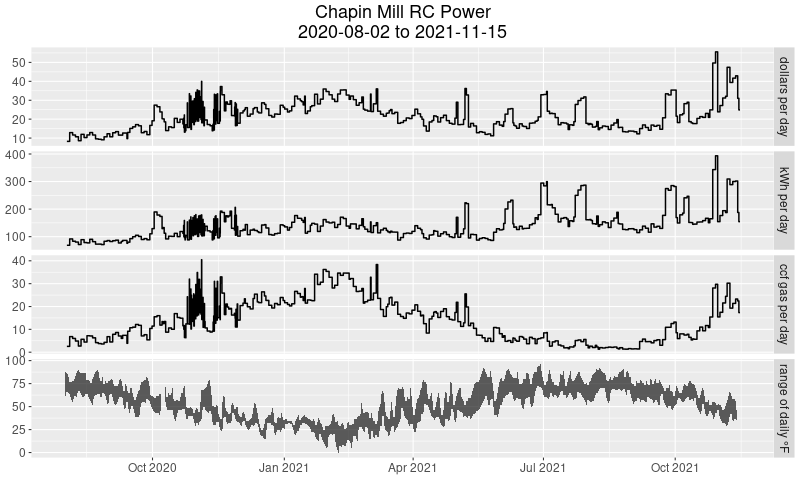 Chapin Mill RC Power
2020-08-02 to 2021-11-15
50
40
30
20
10
dollars per day
400
300
200
100
kWh per day
40
30
20
10
0
ccf gas per day
100
75
50
25
0
range of daily °F
Oct 2020
Jan 2021
Apr 2021
Jul 2021
Oct 2021